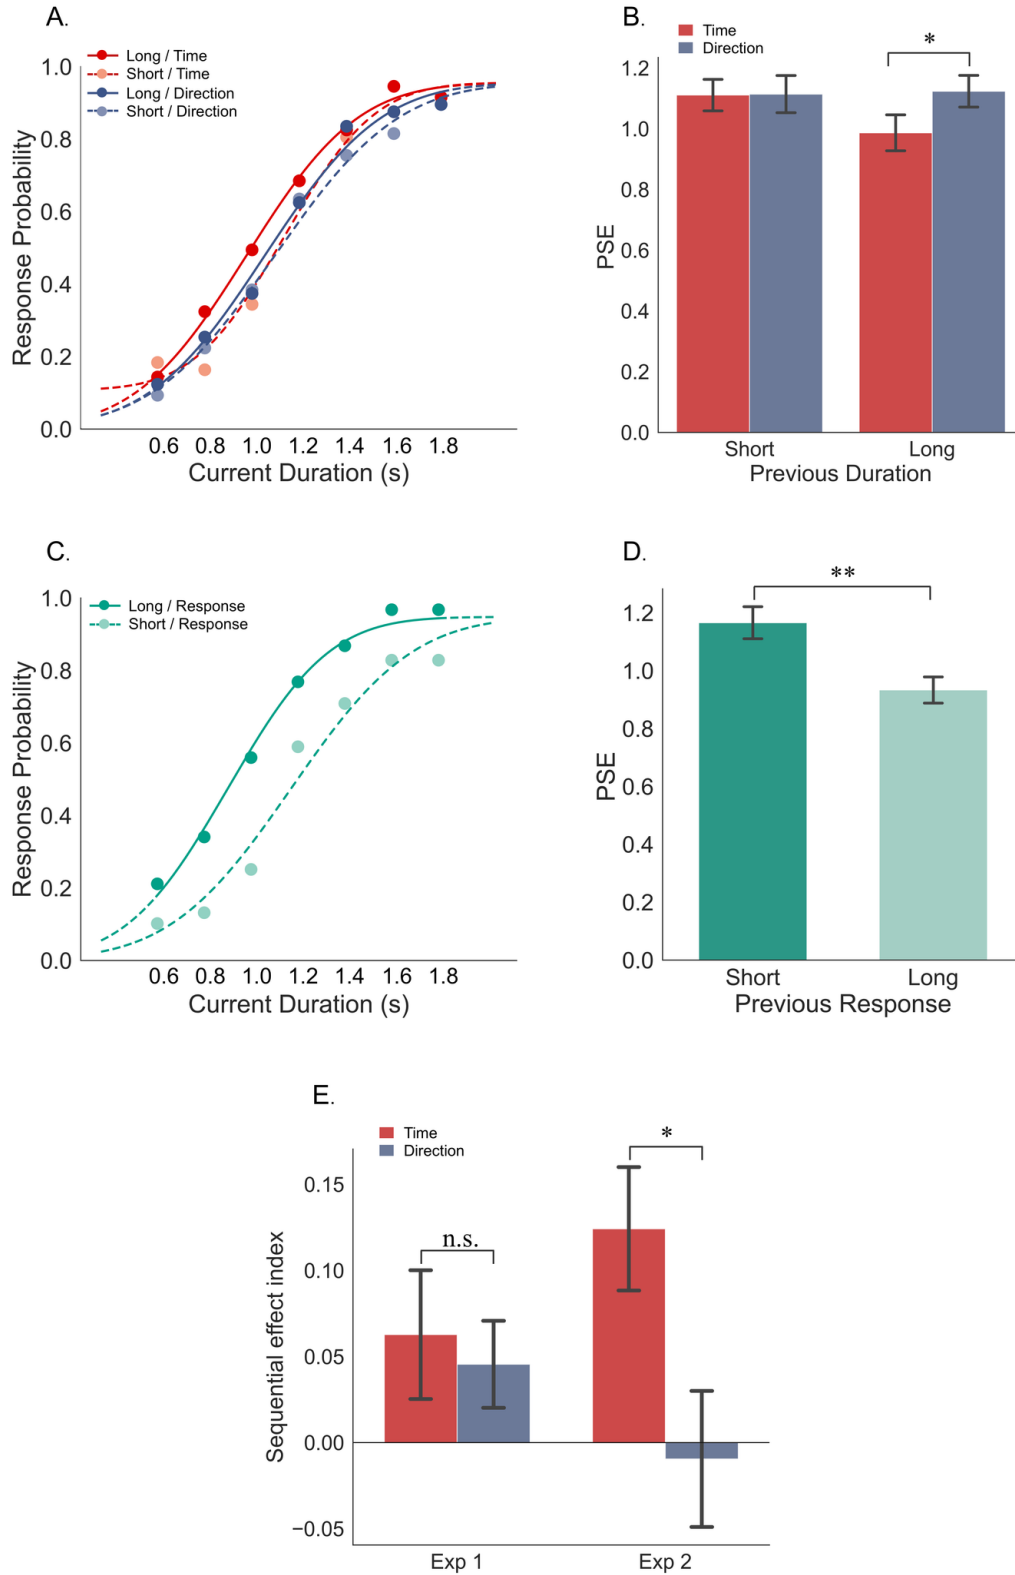 A.
Long / Time
Short / Time
Long / Direction
Short / Direction
1.0
0.8
0.6
0.4
0.2
0.0
Response Probability
0.6 0.8 1.0 1.2 1.4 1.6 1.8
Current Duration (s)
B.
Time
Direction
*
1.2
1.0
0.8
0.6
0.4
0.2
0.0
PSE
Short Long
Previous Duration
C.
Long / Response
Short / Response
1.0
0.8
0.6
0.4
0.2
0.0
Response Probability
0.6 0.8 1.0 1.2 1.4 1.6 1.8
Current Duration (s)
D.
**
1.2
1.0
0.8
0.6
0.4
0.2
0.0
PSE
Short Long
Previous Response
E.
Time
Direction
n.s.
*
0.15
0.10
0.05
0.00
−0.05
Sequential effect index
Exp 1 Exp 2